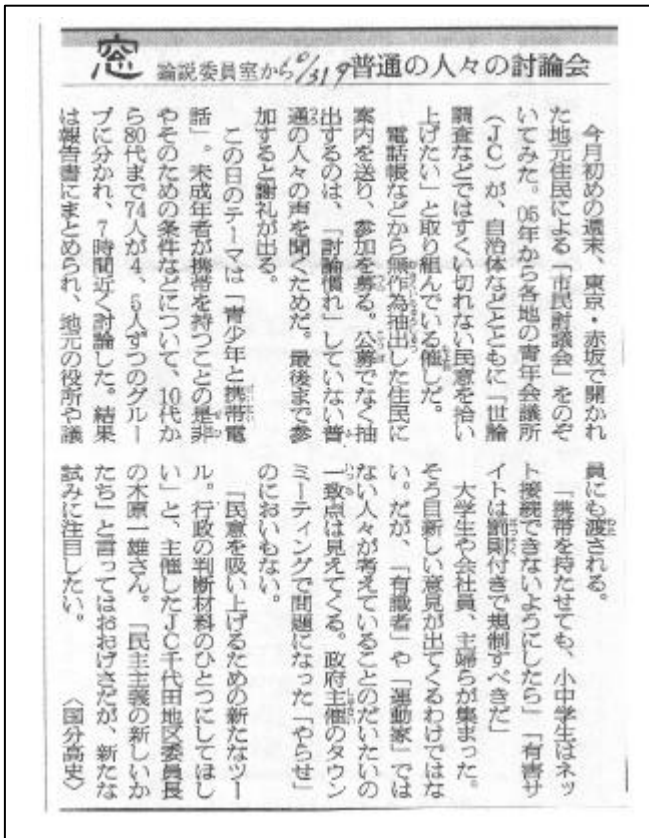 窓 論説委員室から 普通の人々の討論会
今月初めの週末、東京・赤坂で開かれ
た地元住民による「市民討議会」をのぞ
いてみた。05年から各地の青年会議所
(JC)が、自治体などとともに「世論
調査などではすくい切れない民意を拾い
上げたい」と取り組んでいる催しだ。
電話帳などから無作為抽出した住民に
案内を送り、参加を募る。公募でなく抽
出するのは、「討論慣れ」していない普
通の人々の声を聞くためだ。最後まで参
加すると謝礼が出る。
この日のテーマは「青少年と携帯電
話」。未成年者が携帯を持つことの是非
やそのための条件などについて、10代か
ら80代まで74人が4、5人ずつのグルー
プに分かれ、7時間近く討論した。結果
は報告書にまとめられ、地元の役所や議
員にも渡される。
「携帯を持たせても、小中学生はネッ
ト接続できないようにしたら」「有害サ
イトは罰則付きで規制すべきだ」
大学生や会社員、主婦らが集まった。
そう目新しい意見が出てくるわけではな
い。だが、「有識者」や「運動家」では
ない人々が考えていることのだいたいの
一致点は見えてくる。政府主催のタウン
ミーティングで問題になった「やらせ」
のにおいもない。
「民意を吸い上げるための新たなツー
ル。行政の判断材料のひとつにしてほし
い」と、主催したJC千代田地区委員長
の木原一雄さん。「民主主義の新しいか
たち」と言ってはおおげさだが、新たな
試みに注目したい。 〈国分高史〉